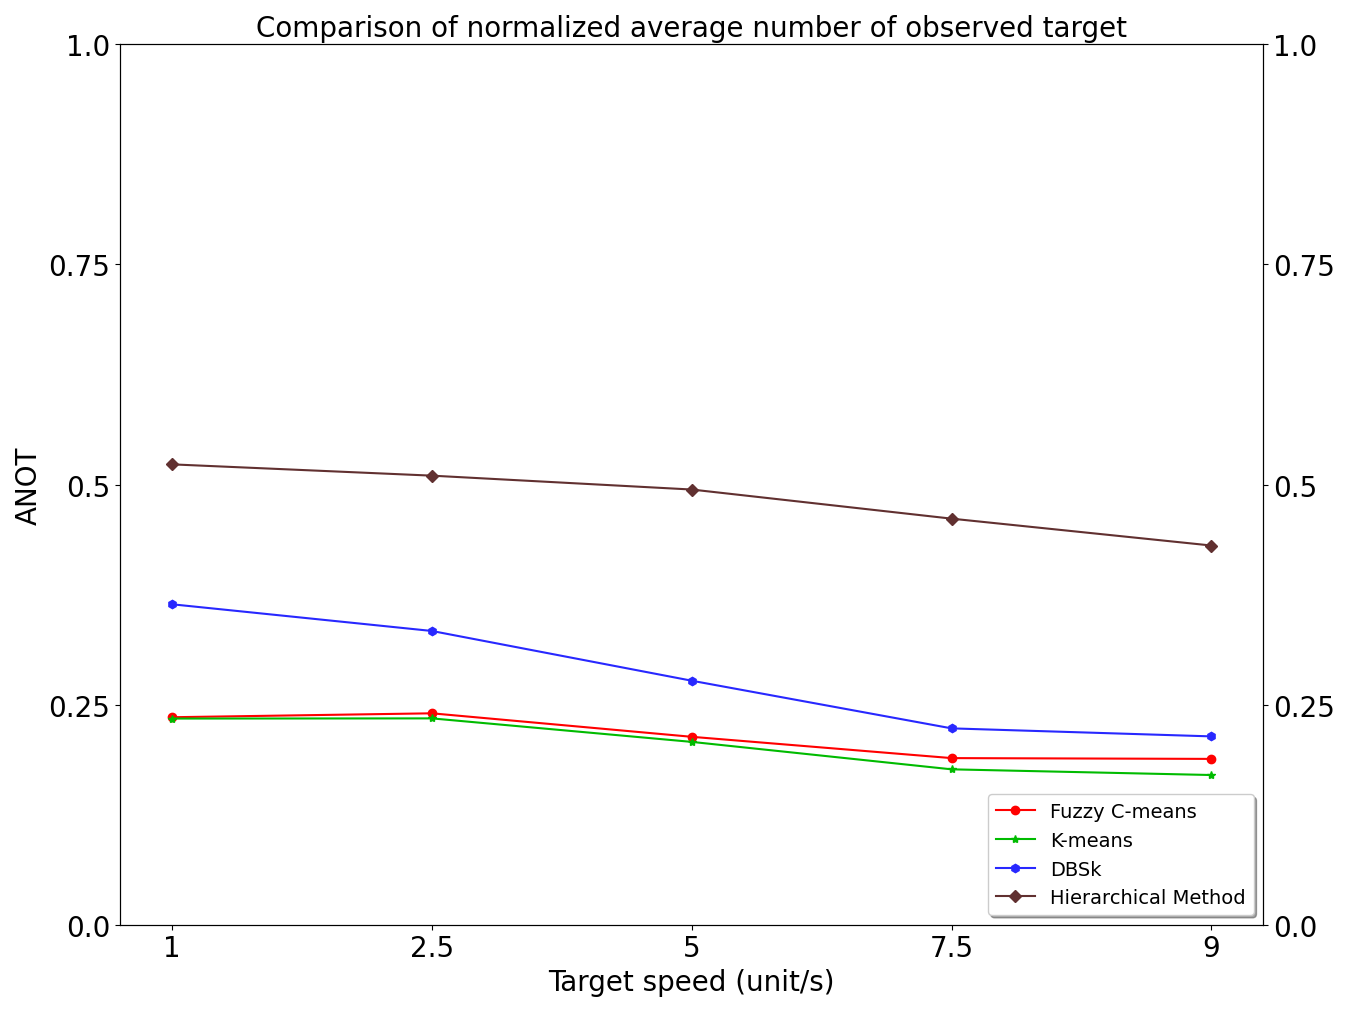 Comparison of normalized average number of observed target
1.0
0.75
0.5
0.25
0.0
ANOT
1.0
0.75
0.5
0.25
0.0
Fuzzy C-means
K-means
DBSk
Hierarchical Method
1 2.5 5 7.5 9
Target speed (unit/s)